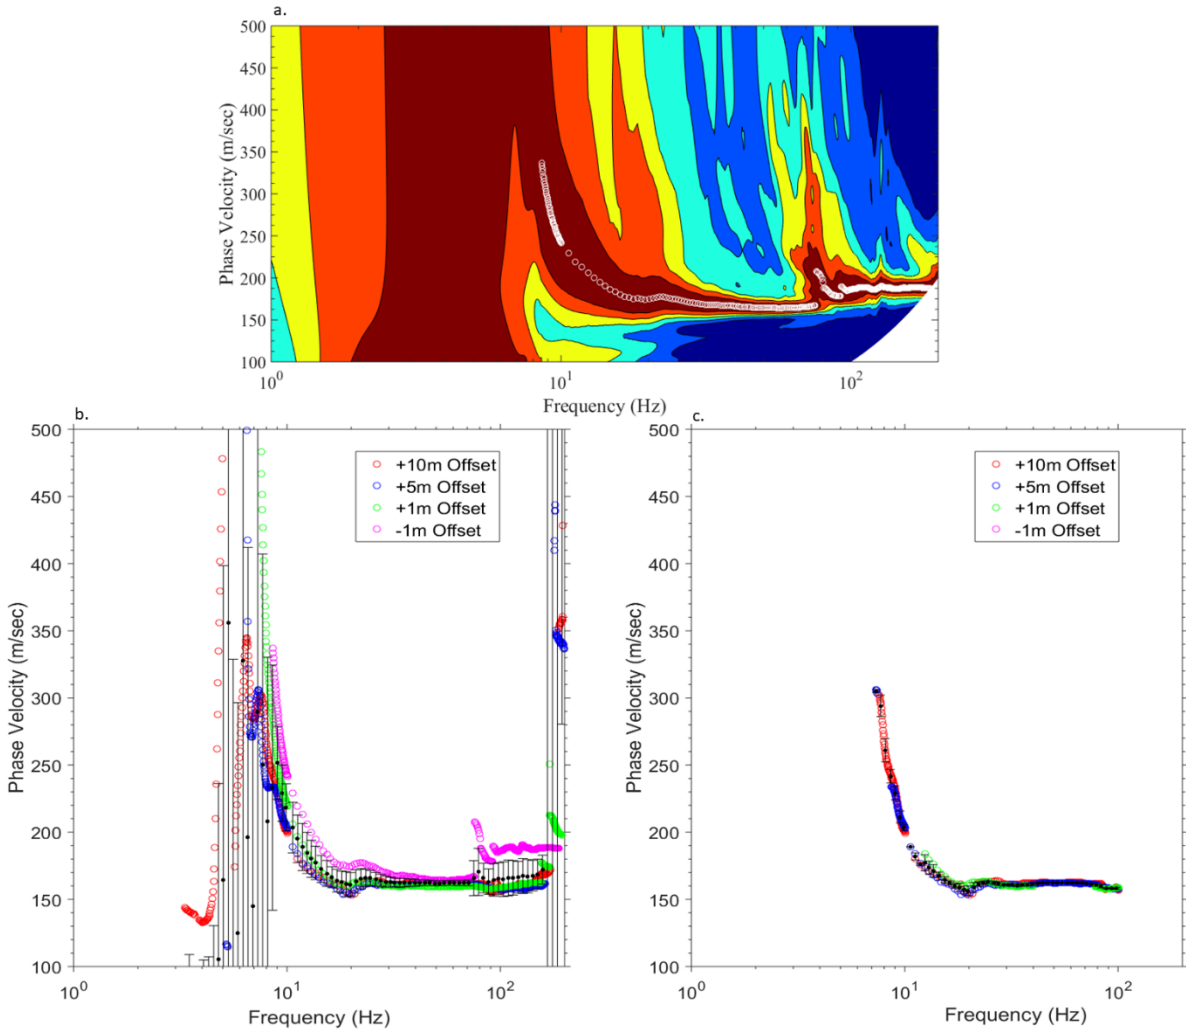 a.
500
450
400
350
300
250
200
150
100
Phase Velocity (m/sec)
10^0
10^1
10^2
Frequency (Hz)
b.
500
450
400
350
300
250
200
150
100
Phase Velocity (m/sec)
+10m Offset
+5m Offset
+1m Offset
-1m Offset
10^0
10^1
10^2
Frequency (Hz)
c.
500
450
400
350
300
250
200
150
100
Phase Velocity (m/sec)
+10m Offset
+5m Offset
+1m Offset
-1m Offset
10^0
10^1
10^2
Frequency (Hz)